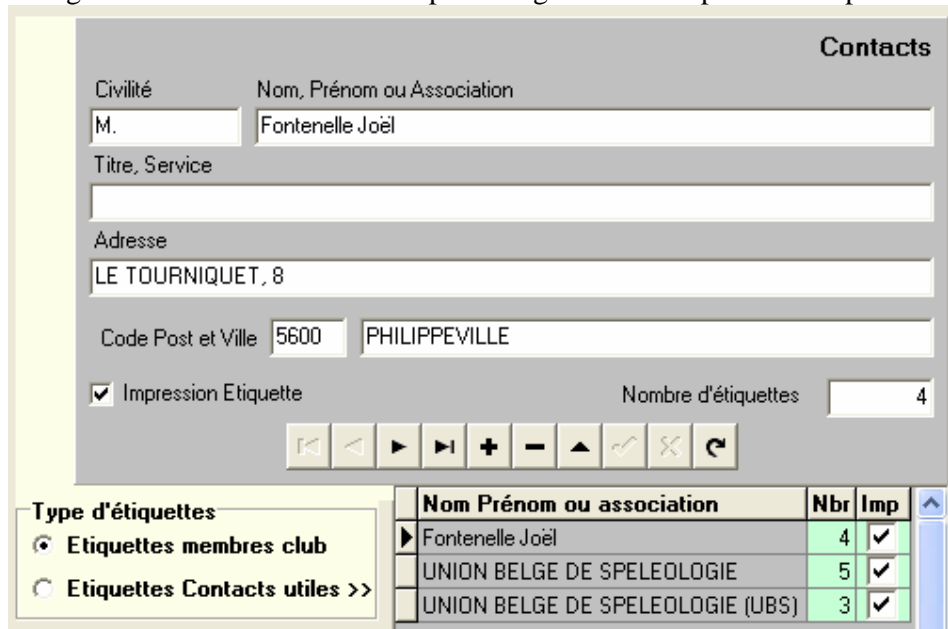 Contacts
Civilité Nom, Prénom ou Association
M. Fontenelle Joël
Titre, Service
Adresse
LE TOURNIQUET, 8
Code Post et Ville 5600 PHILIPPEVILLE
Impression Etiquette Nombre d'étiquettes 4
Type d'étiquettes
Etiquettes membres club
Etiquettes Contacts utiles >>
Nom Prénom ou association Nbr Imp
Fontenelle Joël 4
UNION BELGE DE SPELEOLOGIE 5
UNION BELGE DE SPELEOLOGIE (UBS) 3